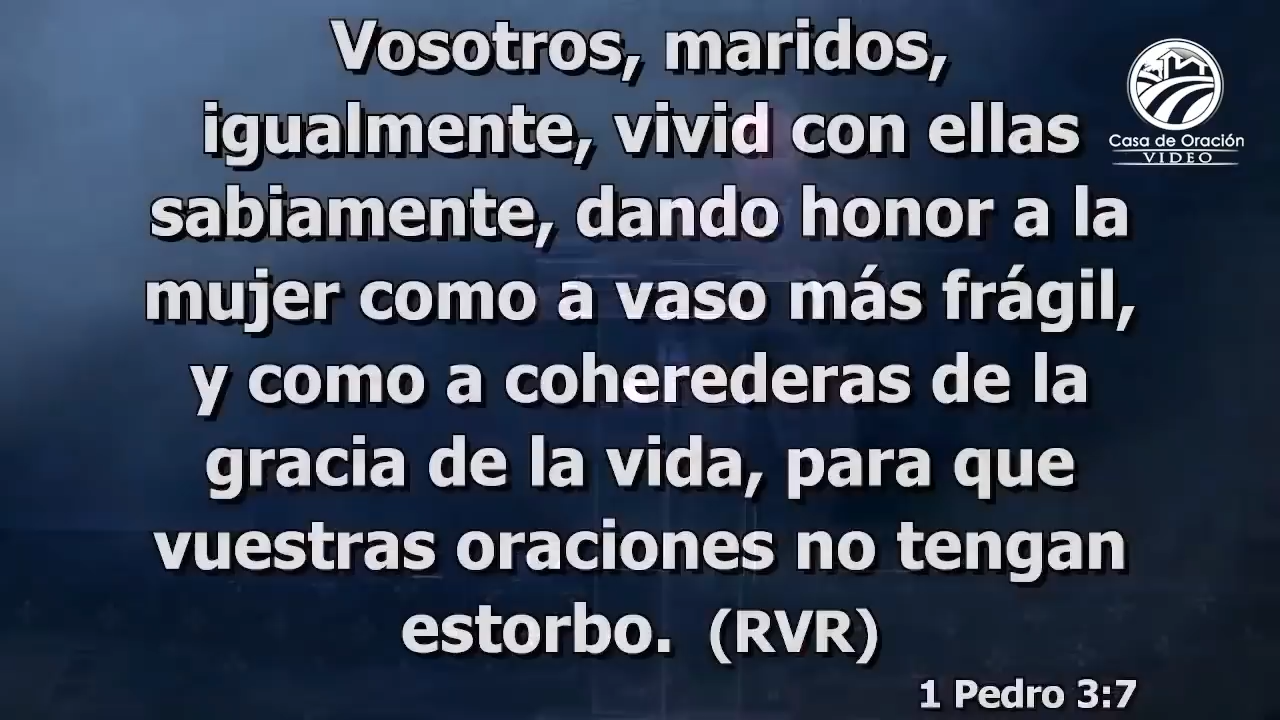 Vosotros, maridos,
igualmente, vivid con ellas
sabiamente, dando honor a la
mujer como a vaso más frágil,
y como a coherederas de la
gracia de la vida, para que
vuestras oraciones no tengan
estorbo. (RVR)
1 Pedro 3:7
Casa de Oración
VIDEO